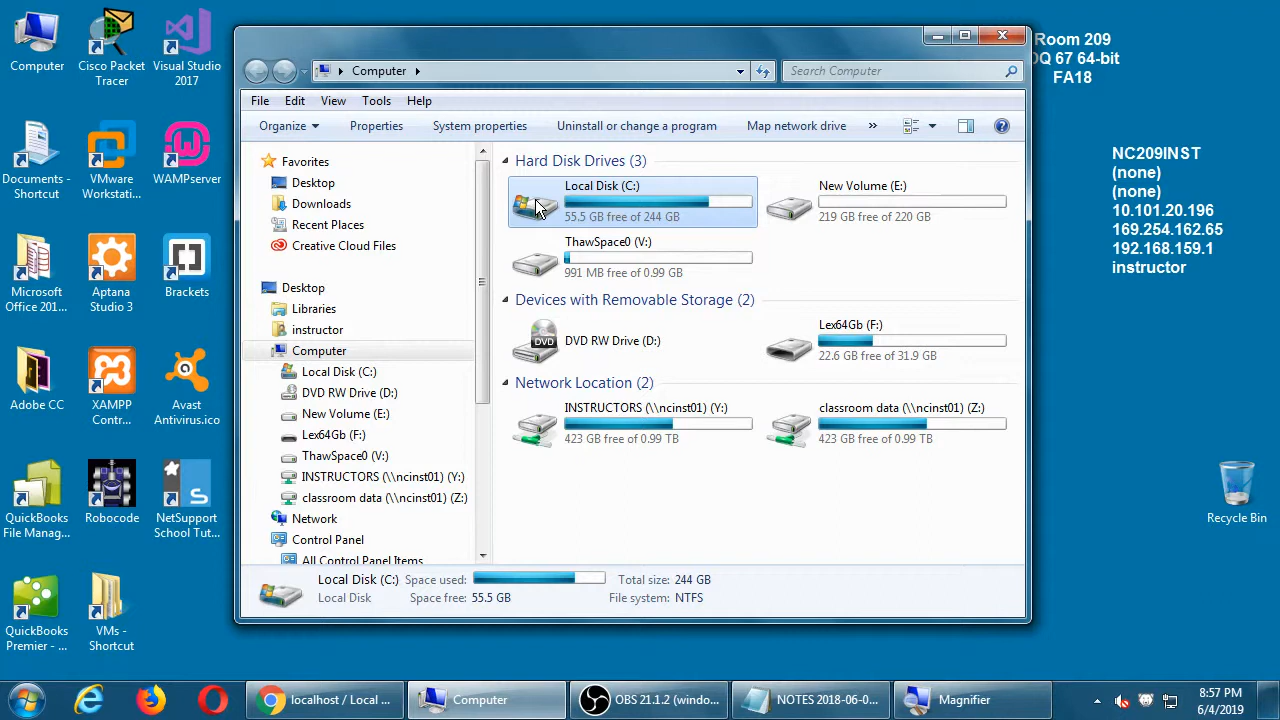 Computer
Cisco Packet
Tracer
Visual Studio
2017
Documents -
Shortcut
VMware
Workstati...
WAMPserver
Microsoft
Office 201...
Aptana
Studio 3
Brackets
Adobe CC
XAMPP
Contr...
Avast
Antivirus.ico
QuickBooks
File Manag...
Robocode
NetSupport
School Tut...
QuickBooks
Premier - ...
VMs -
Shortcut
Computer
Search Computer
File Edit View Tools Help
Organize Properties System properties Uninstall or change a program Map network drive »
Favorites
Desktop
Downloads
Recent Places
Creative Cloud Files
Desktop
Libraries
instructor
Computer
Local Disk (C:)
DVD RW Drive (D:)
New Volume (E:)
Lex64Gb (F:)
ThawSpace0 (V:)
INSTRUCTORS (\\ncinst01) (Y:)
classroom data (\\ncinst01) (Z:)
Network
Control Panel
All Control Panel Items
Hard Disk Drives (3)
Local Disk (C:)
55.5 GB free of 244 GB
New Volume (E:)
219 GB free of 220 GB
ThawSpace0 (V:)
991 MB free of 0.99 GB
Devices with Removable Storage (2)
DVD
DVD RW Drive (D:)
Lex64Gb (F:)
22.6 GB free of 31.9 GB
Network Location (2)
INSTRUCTORS (\\ncinst01) (Y:)
423 GB free of 0.99 TB
classroom data (\\ncinst01) (Z:)
423 GB free of 0.99 TB
Local Disk (C:) Space used: Total size: 244 GB
Local Disk Space free: 55.5 GB File system: NTFS
Room 209
DQ 67 64-bit
FA18
NC209INST
(none)
(none)
10.101.20.196
169.254.162.65
192.168.159.1
instructor
Recycle Bin
localhost / Local ...
Computer
OBS 21.1.2 (windo...
NOTES 2018-06-0...
Magnifier
8:57 PM
6/4/2019